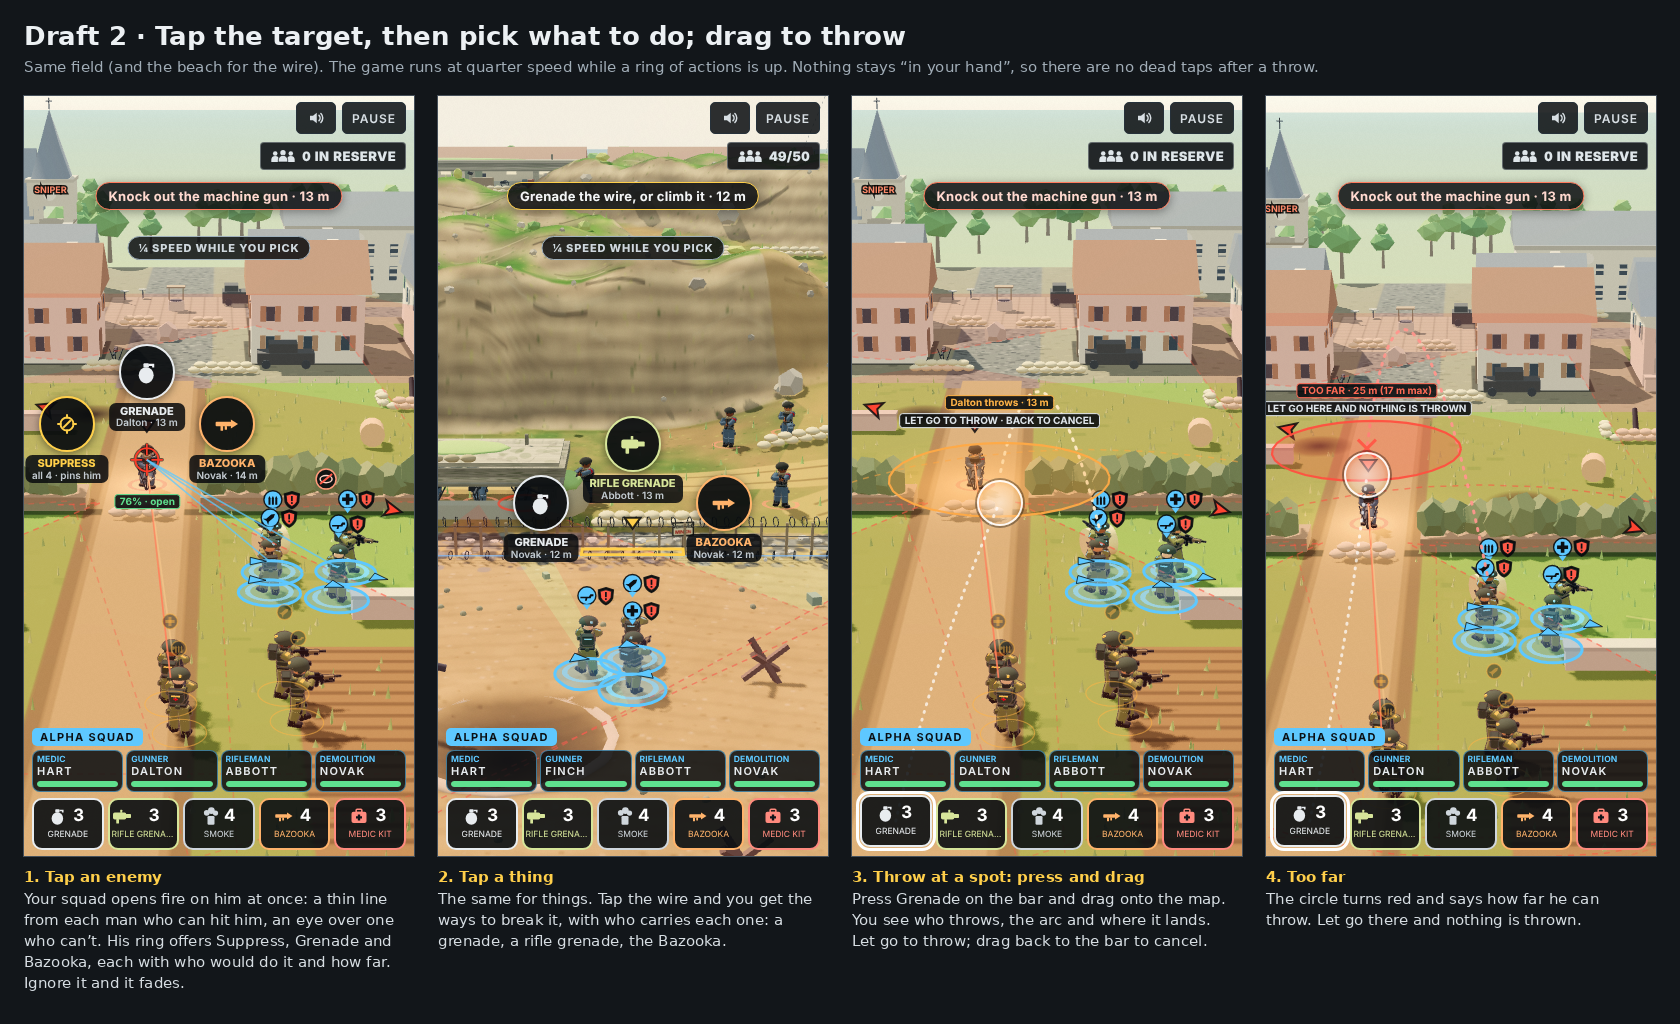 Draft 2 · Tap the target, then pick what to do; drag to throw
Same field (and the beach for the wire). The game runs at quarter speed while a ring of actions is up. Nothing stays “in your hand”, so there are no dead taps after a throw.
PAUSE
0 IN RESERVE
SNIPER
Knock out the machine gun · 13 m
¼ SPEED WHILE YOU PICK
GRENADE
Dalton · 13 m
SUPPRESS
all 4 · pins him
BAZOOKA
Novak · 14 m
76% · open
ALPHA SQUAD
MEDIC
HART
GUNNER
DALTON
RIFLEMAN
ABBOTT
DEMOLITION
NOVAK
3
GRENADE
3
RIFLE GRENA...
4
SMOKE
4
BAZOOKA
3
MEDIC KIT
1. Tap an enemy
Your squad opens fire on him at once: a thin line
from each man who can hit him, an eye over one
who can’t. His ring offers Suppress, Grenade and
Bazooka, each with who would do it and how far.
Ignore it and it fades.
PAUSE
49/50
Grenade the wire, or climb it · 12 m
¼ SPEED WHILE YOU PICK
RIFLE GRENADE
Abbott · 13 m
GRENADE
Novak · 12 m
BAZOOKA
Novak · 12 m
ALPHA SQUAD
MEDIC
HART
GUNNER
FINCH
RIFLEMAN
ABBOTT
DEMOLITION
NOVAK
3
GRENADE
3
RIFLE GRENA...
4
SMOKE
4
BAZOOKA
3
MEDIC KIT
2. Tap a thing
The same for things. Tap the wire and you get the
ways to break it, with who carries each one: a
grenade, a rifle grenade, the Bazooka.
PAUSE
0 IN RESERVE
SNIPER
Knock out the machine gun · 13 m
Dalton throws · 13 m
LET GO TO THROW · BACK TO CANCEL
ALPHA SQUAD
MEDIC
HART
GUNNER
DALTON
RIFLEMAN
ABBOTT
DEMOLITION
NOVAK
3
GRENADE
3
RIFLE GRENA...
4
SMOKE
4
BAZOOKA
3
MEDIC KIT
3. Throw at a spot: press and drag
Press Grenade on the bar and drag onto the map.
You see who throws, the arc and where it lands.
Let go to throw; drag back to the bar to cancel.
PAUSE
0 IN RESERVE
SNIPER
Knock out the machine gun · 13 m
TOO FAR · 25 m (17 m max)
LET GO HERE AND NOTHING IS THROWN
ALPHA SQUAD
MEDIC
HART
GUNNER
DALTON
RIFLEMAN
ABBOTT
DEMOLITION
NOVAK
3
GRENADE
3
RIFLE GRENA...
4
SMOKE
4
BAZOOKA
3
MEDIC KIT
4. Too far
The circle turns red and says how far he can
throw. Let go there and nothing is thrown.